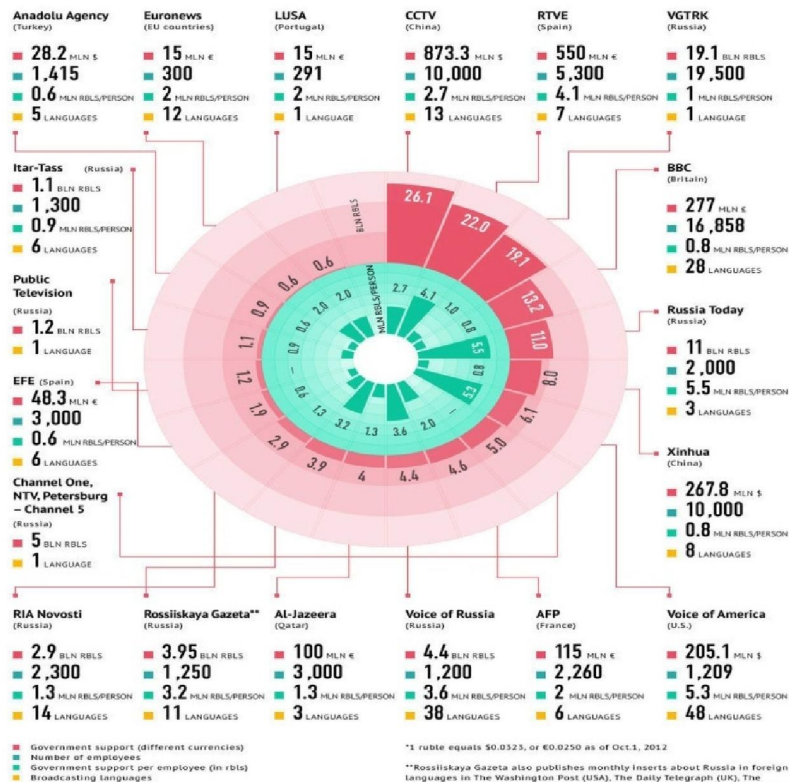 Anadolu Agency
(Turkey)
28.2 MLN $
1,415
0.6 MLN RBLS/PERSON
5 LANGUAGES
Euronews
(EU countries)
15 MLN €
300
2 MLN RBLS/PERSON
12 LANGUAGES
LUSA
(Portugal)
15 MLN €
291
2 MLN RBLS/PERSON
1 LANGUAGE
CCTV
(China)
873.3 MLN $
10,000
2.7 MLN RBLS/PERSON
13 LANGUAGES
RTVE
(Spain)
550 MLN €
5,300
4.1 MLN RBLS/PERSON
7 LANGUAGES
VGTRK
(Russia)
19.1 BLN RBLS
19,500
1 MLN RBLS/PERSON
1 LANGUAGE
Itar-Tass (Russia)
1.1 BLN RBLS
1,300
0.9 MLN RBLS/PERSON
6 LANGUAGES
Public
Television
(Russia)
1.2 BLN RBLS
1 LANGUAGE
EFE (Spain)
48.3 MLN €
3,000
0.6 MLN RBLS/PERSON
6 LANGUAGES
Channel One,
NTV, Petersburg
– Channel 5
(Russia)
5 BLN RBLS
1 LANGUAGE
BLN RBLS
26.1
22.0
19.1
13.2
11.0
8.0
6.1
5.0
4.6
4.4
4
3.9
2.9
1.9
1.2
1.1
0.9
0.6
0.6
MLN RBLS/PERSON
2.7
4.1
1.0
0.8
5.5
0.8
5.3
–
2.0
3.6
1.3
3.2
1.3
0.6
–
0.9
0.6
2.0
2.0
BBC
(Britain)
277 MLN €
16,858
0.8 MLN RBLS/PERSON
28 LANGUAGES
Russia Today
(Russia)
11 BLN RBLS
2,000
5.5 MLN RBLS/PERSON
3 LANGUAGES
Xinhua
(China)
267.8 MLN $
10,000
0.8 MLN RBLS/PERSON
8 LANGUAGES
RIA Novosti
(Russia)
2.9 BLN RBLS
2,300
1.3 MLN RBLS/PERSON
14 LANGUAGES
Rossiiskaya Gazeta**
(Russia)
3.95 BLN RBLS
1,250
3.2 MLN RBLS/PERSON
11 LANGUAGES
Al-Jazeera
(Qatar)
100 MLN €
3,000
1.3 MLN RBLS/PERSON
3 LANGUAGES
Voice of Russia
(Russia)
4.4 BLN RBLS
1,200
3.6 MLN RBLS/PERSON
38 LANGUAGES
AFP
(France)
115 MLN €
2,260
2 MLN RBLS/PERSON
6 LANGUAGES
Voice of America
(U.S.)
205.1 MLN $
1,209
5.3 MLN RBLS/PERSON
48 LANGUAGES
Government support (different currencies)
Number of employees
Government support per employee (in rbls)
Broadcasting languages
*1 ruble equals $0.0323, or €0.0250 as of Oct.1, 2012
**Rossiiskaya Gazeta also publishes monthly inserts about Russia in foreign
languages in The Washington Post (USA), The Daily Telegraph (UK), The